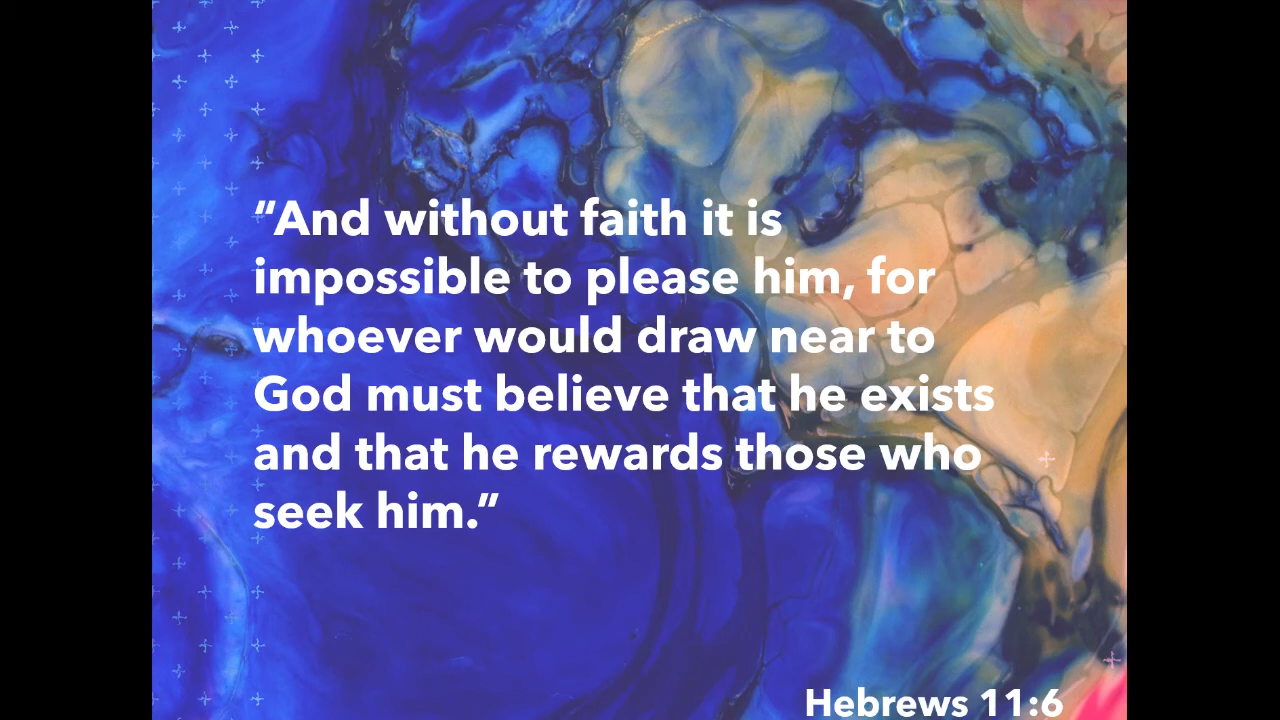 “And without faith it is
impossible to please him, for
whoever would draw near to
God must believe that he exists
and that he rewards those who
seek him.”
Hebrews 11:6